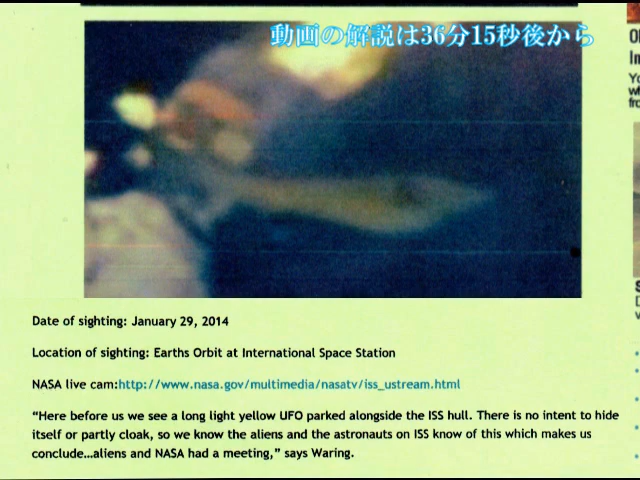 動画の解説は36分15秒後から
Date of sighting: January 29, 2014
Location of sighting: Earths Orbit at International Space Station
NASA live cam:http://www.nasa.gov/multimedia/nasatv/iss_ustream.html
“Here before us we see a long light yellow UFO parked alongside the ISS hull. There is no intent to hide
itself or partly cloak, so we know the aliens and the astronauts on ISS know of this which makes us
conclude…aliens and NASA had a meeting,” says Waring.